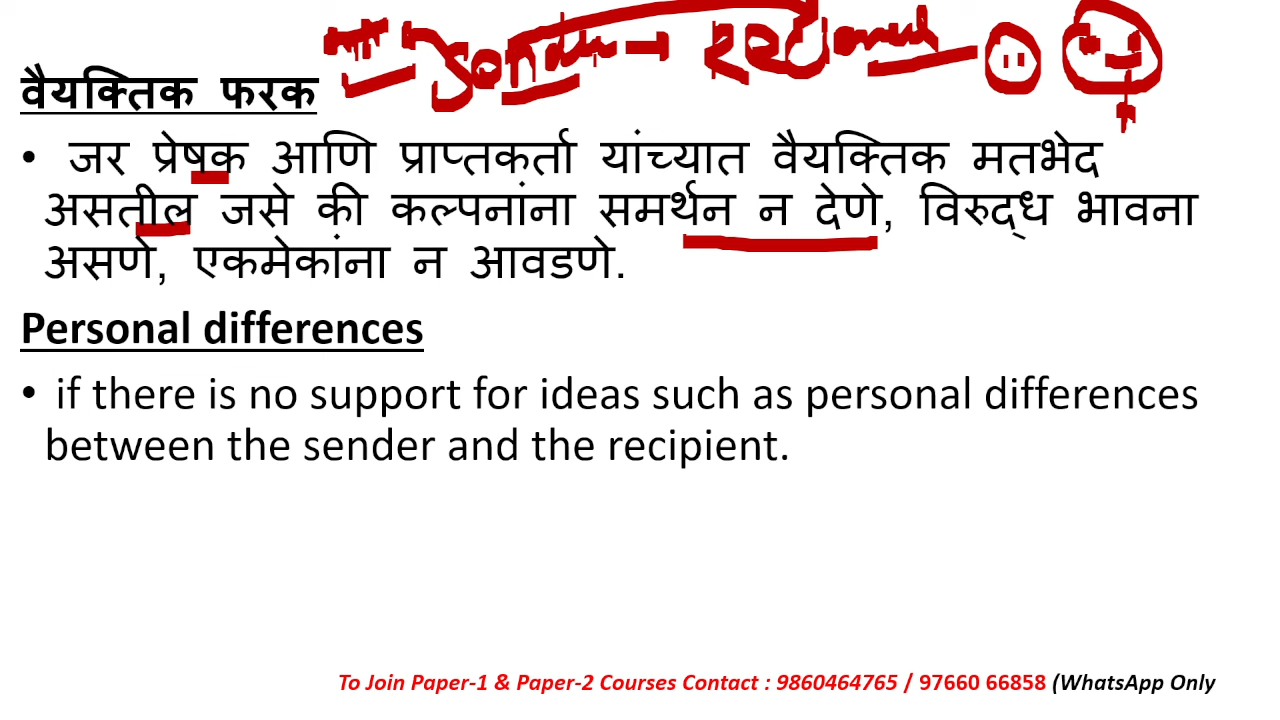 वैयक्तिक फरक
• जर प्रेषक आणि प्राप्तकर्ता यांच्यात वैयक्तिक मतभेद
असतील जसे की कल्पनांना समर्थन न देणे, विरुद्ध भावना
असणे, एकमेकांना न आवडणे.
Personal differences
• if there is no support for ideas such as personal differences
between the sender and the recipient.
To Join Paper-1 & Paper-2 Courses Contact : 9860464765 / 97660 66858 (WhatsApp Only